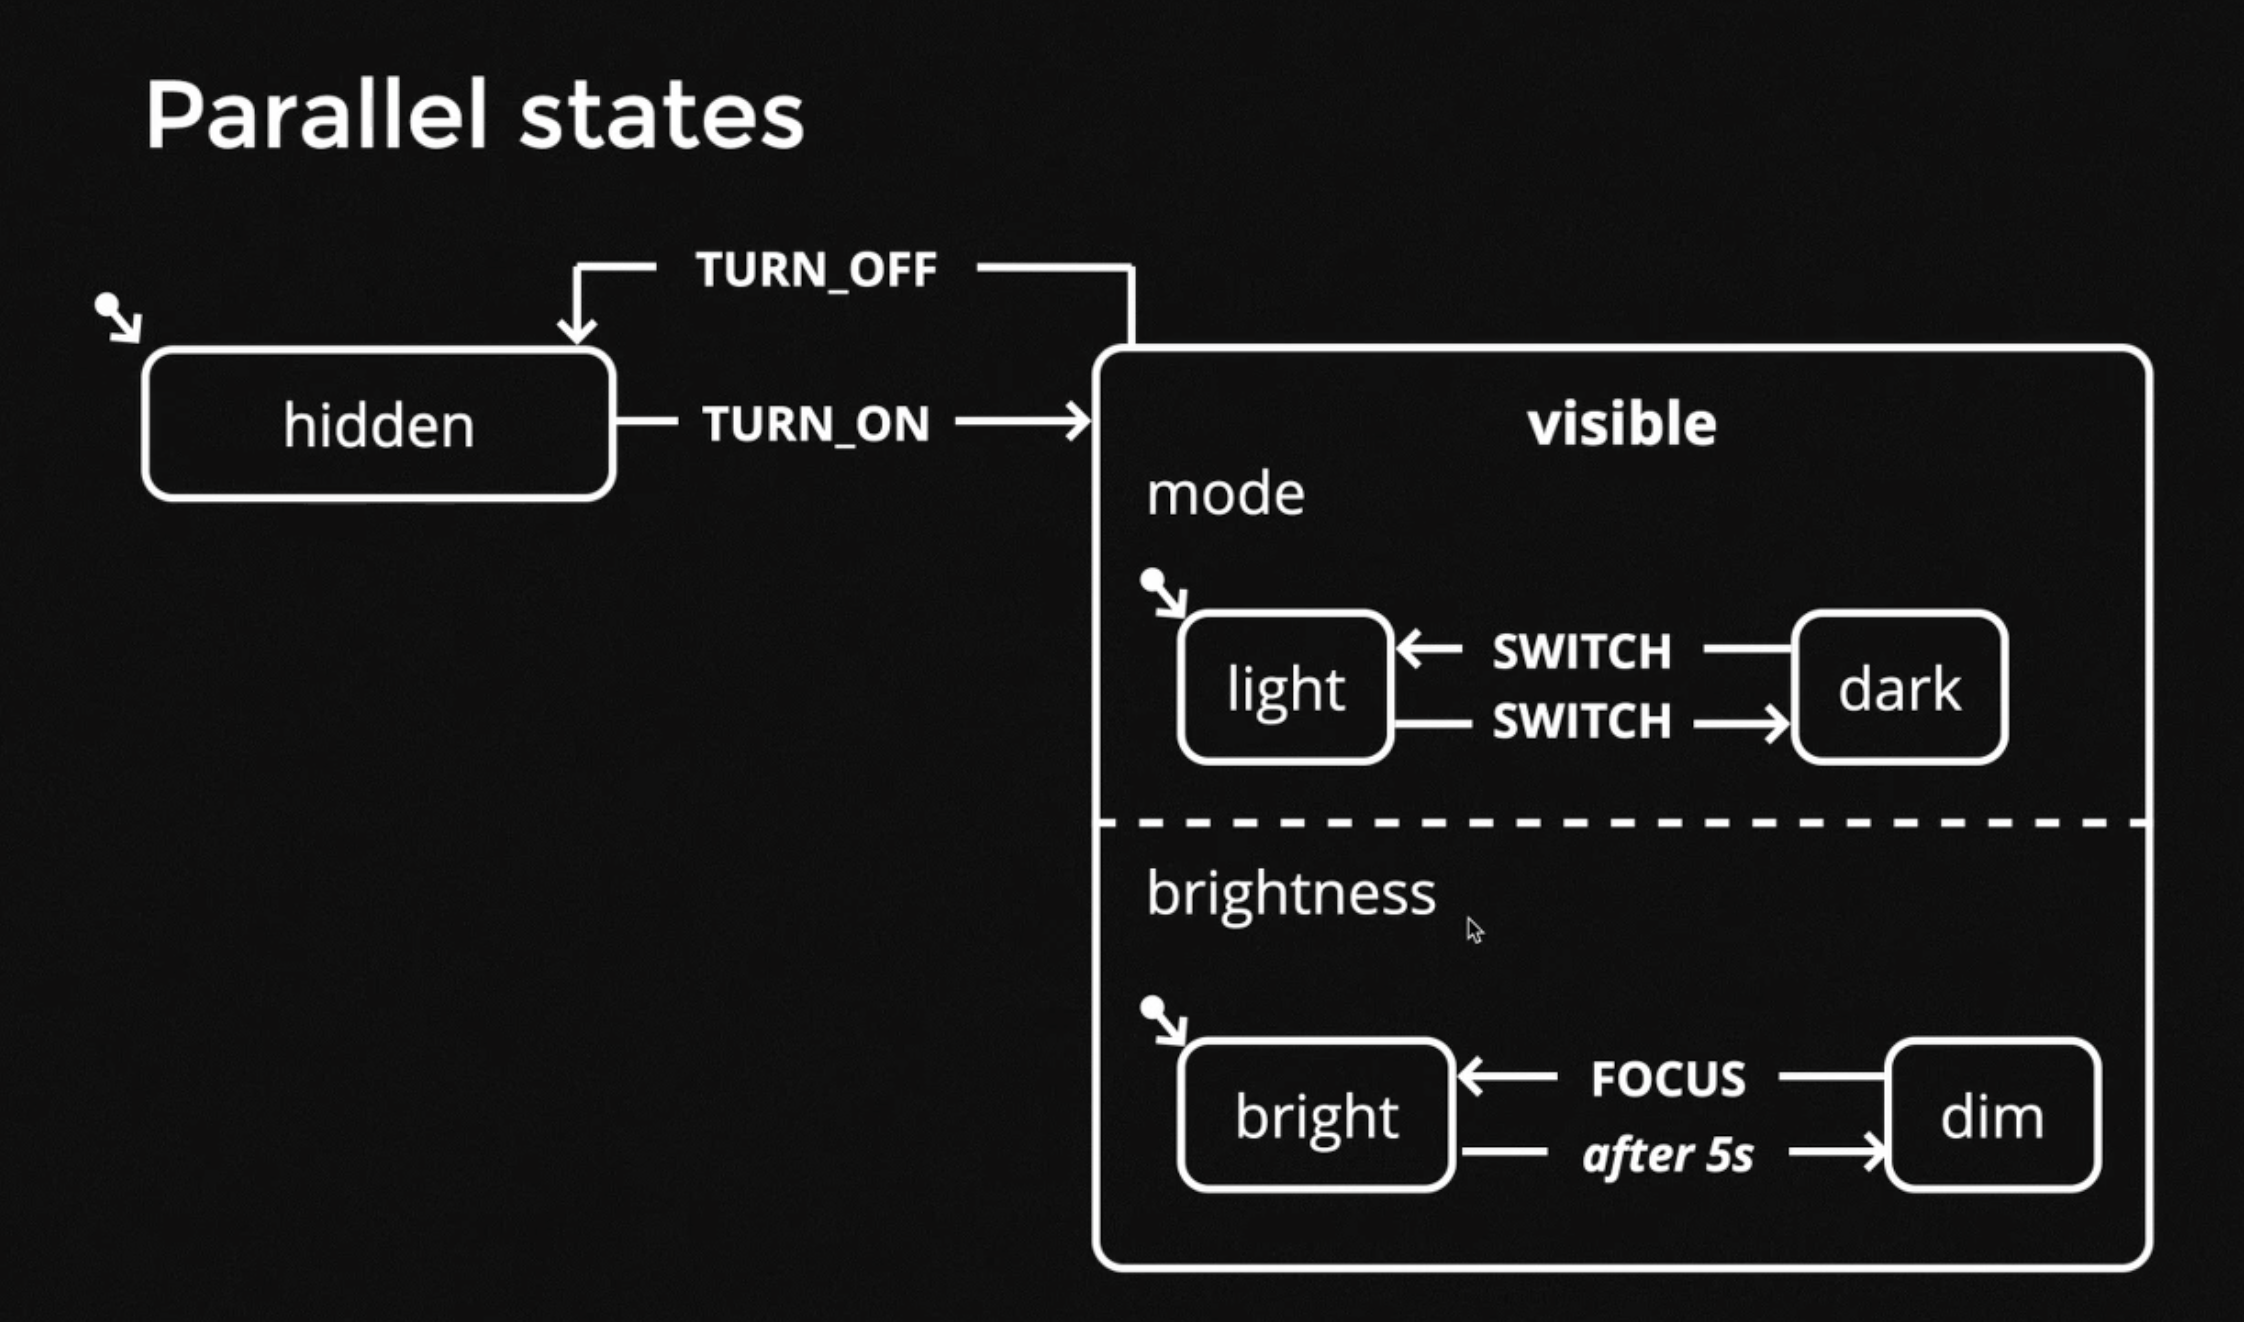 Parallel states
TURN_OFF
hidden
TURN_ON
visible
mode
light
SWITCH
SWITCH
dark
brightness
bright
FOCUS
after 5s
dim